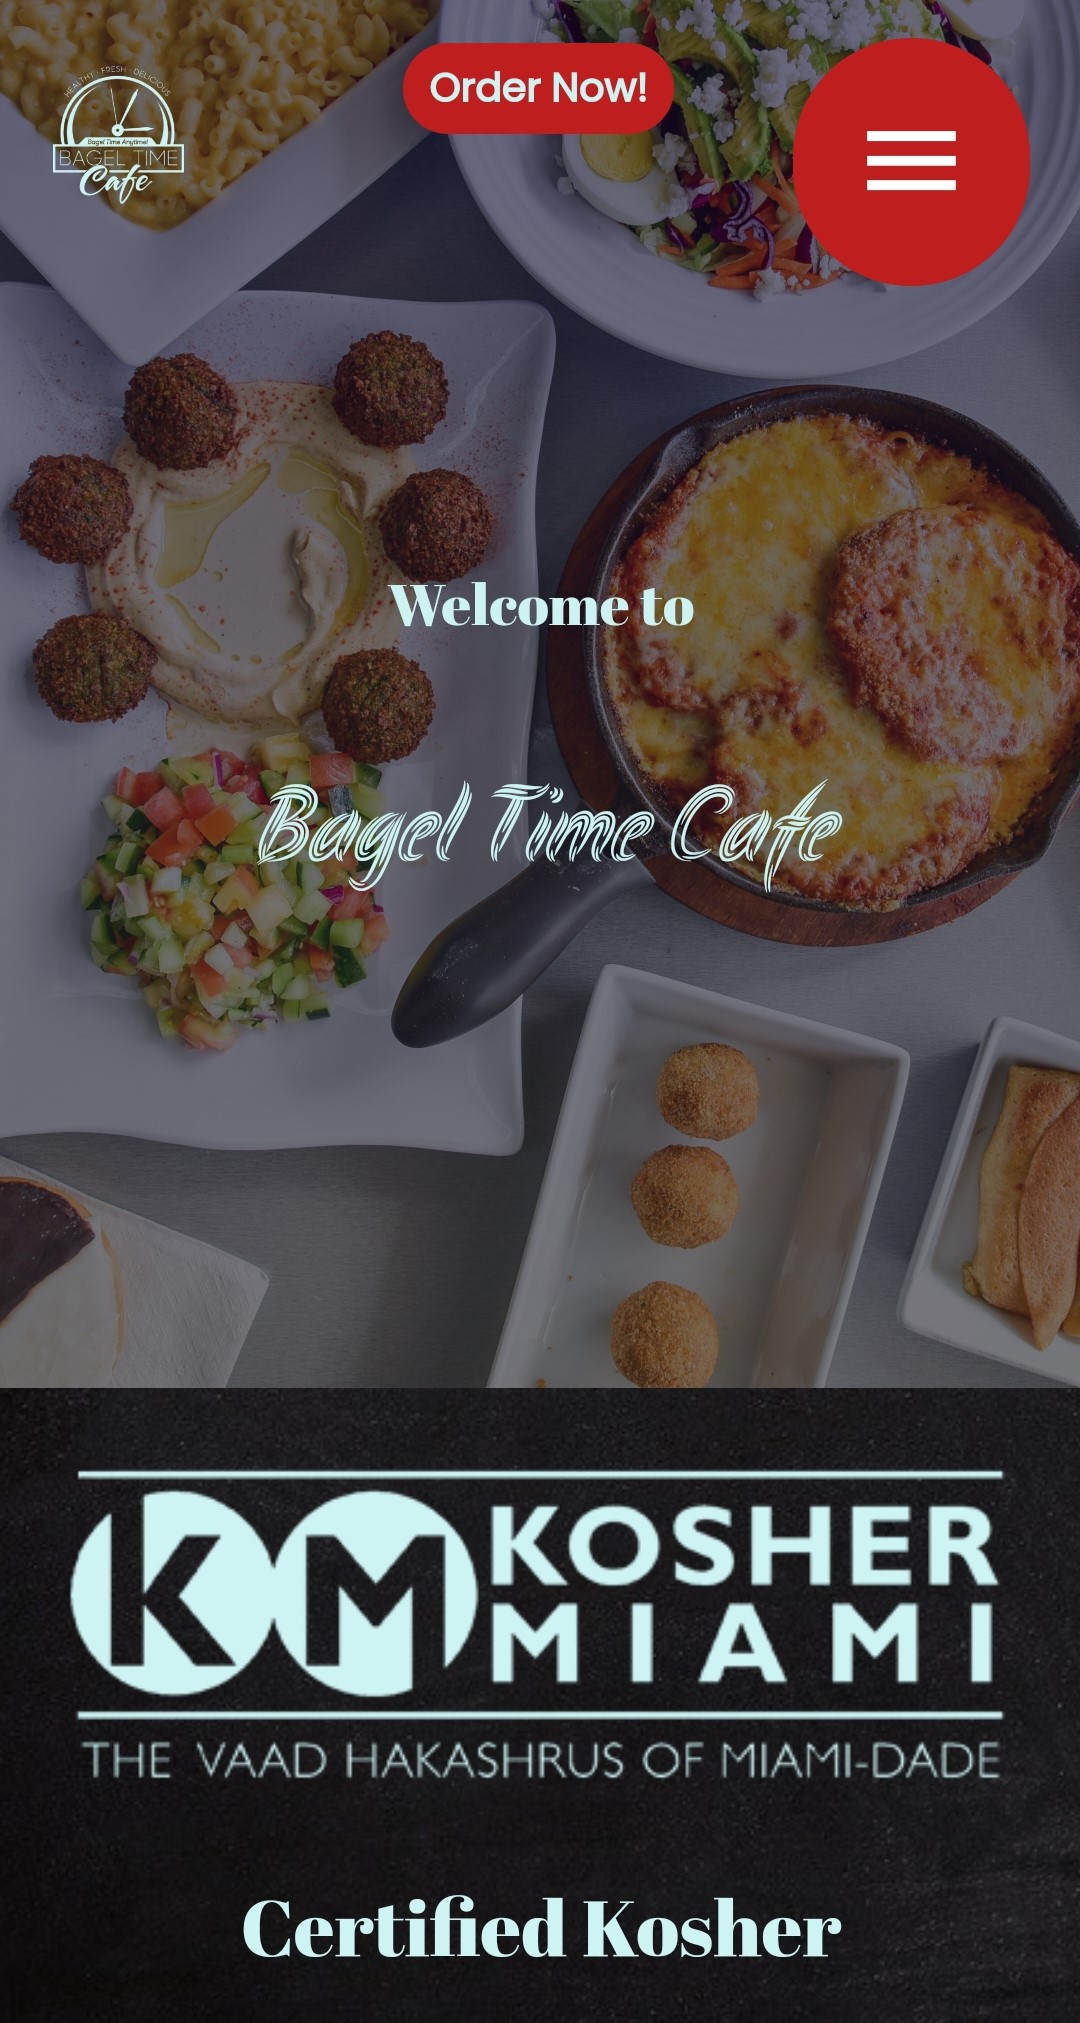 HEALTHY · FRESH · DELICIOUS
Bagel Time Anytime!
BAGEL TIME
Cafe
Order Now!
Welcome to
Bagel Time Cafe
KM
KOSHER
MIAMI
THE VAAD HAKASHRUS OF MIAMI-DADE
Certified Kosher